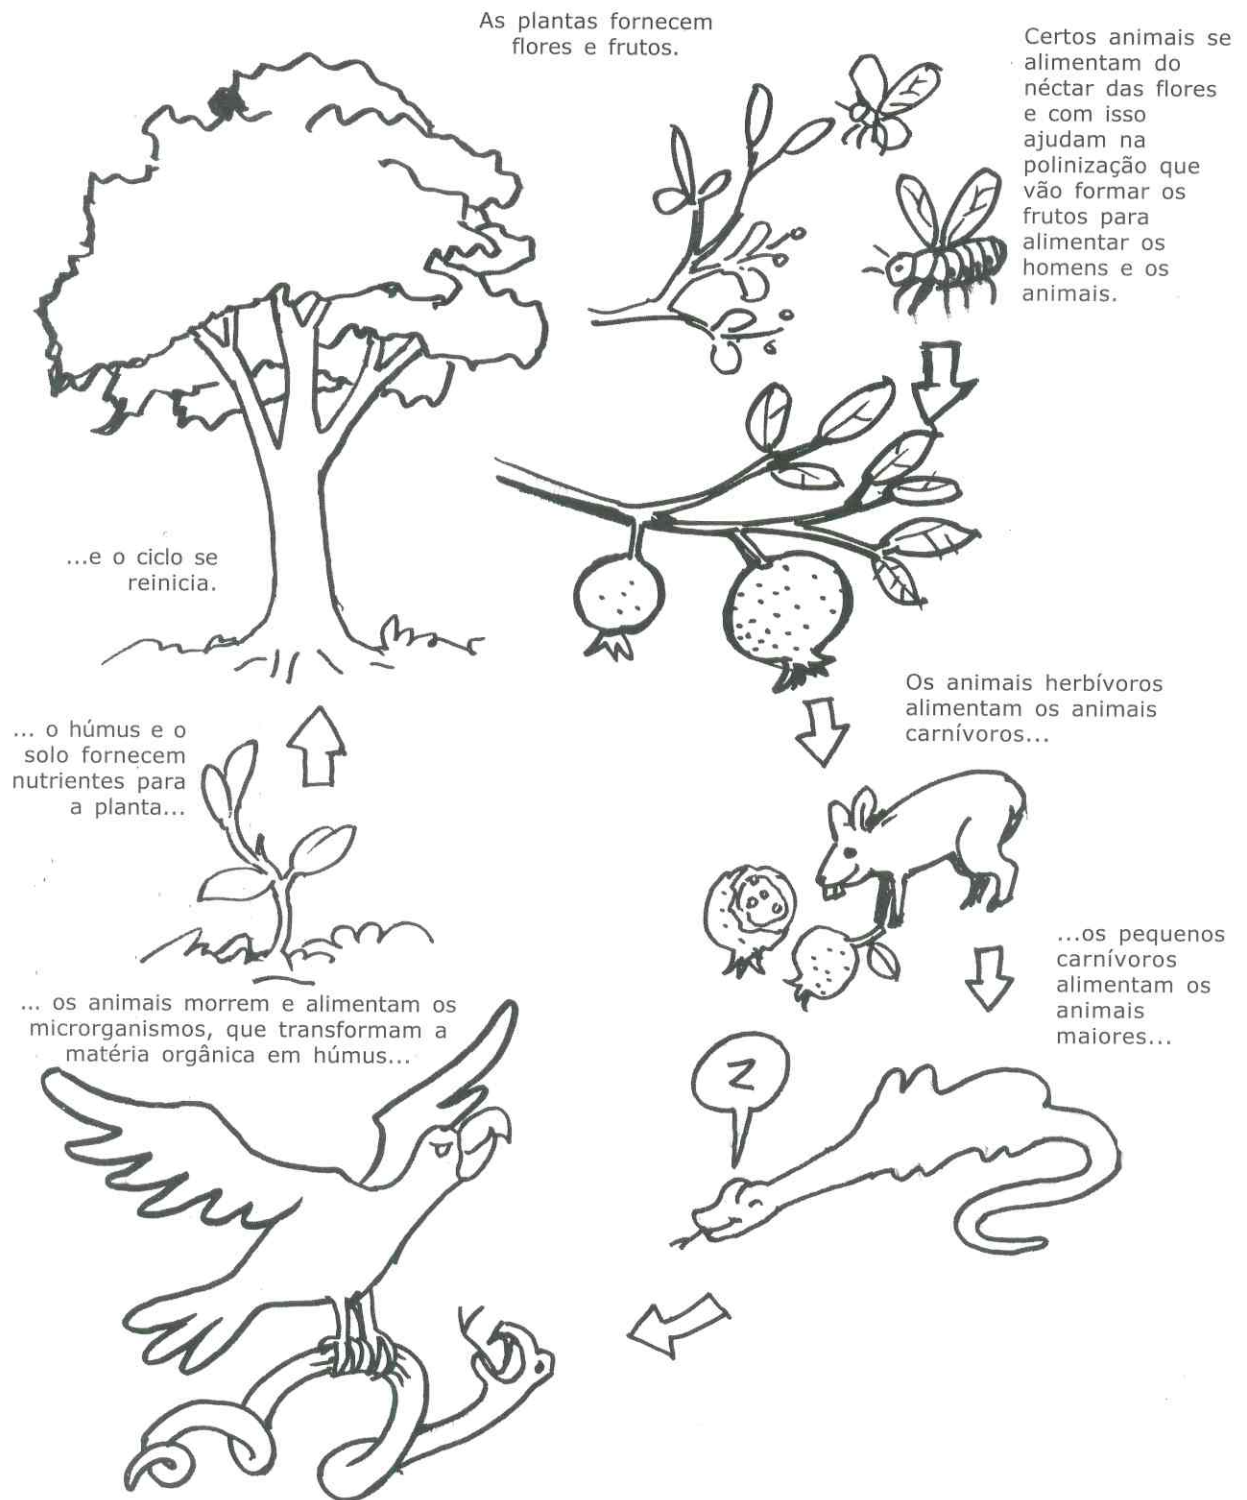 As plantas fornecem
flores e frutos.
Certos animais se
alimentam do
néctar das flores
e com isso
ajudam na
polinização que
vão formar os
frutos para
alimentar os
homens e os
animais.
Os animais herbívoros
alimentam os animais
carnívoros...
...os pequenos
carnívoros
alimentam os
animais
maiores...
Z
... os animais morrem e alimentam os
microrganismos, que transformam a
matéria orgânica em húmus...
... o húmus e o
solo fornecem
nutrientes para
a planta...
...e o ciclo se
reinicia.